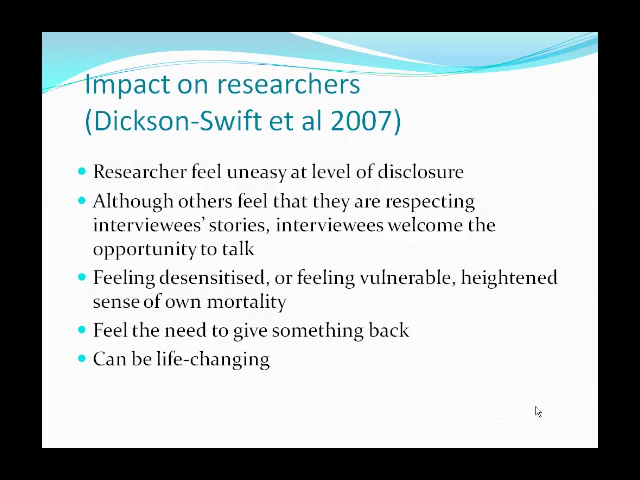 Impact on researchers
(Dickson-Swift et al 2007)
Researcher feel uneasy at level of disclosure
Although others feel that they are respecting
interviewees' stories, interviewees welcome the
opportunity to talk
Feeling desensitised, or feeling vulnerable, heightened
sense of own mortality
Feel the need to give something back
Can be life-changing